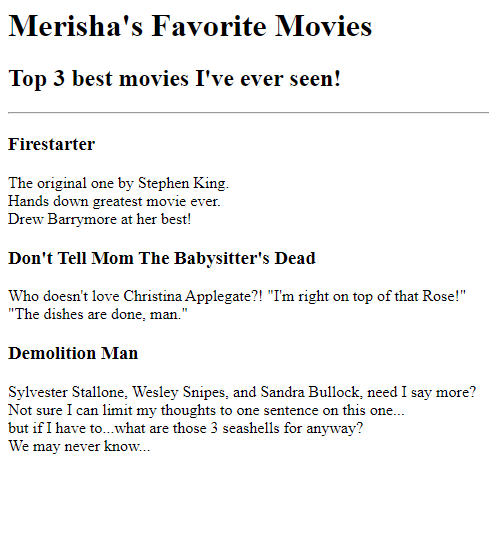 Merisha's Favorite Movies
Top 3 best movies I've ever seen!
Firestarter
The original one by Stephen King.
Hands down greatest movie ever.
Drew Barrymore at her best!
Don't Tell Mom The Babysitter's Dead
Who doesn't love Christina Applegate?! "I'm right on top of that Rose!"
"The dishes are done, man."
Demolition Man
Sylvester Stallone, Wesley Snipes, and Sandra Bullock, need I say more?
Not sure I can limit my thoughts to one sentence on this one...
but if I have to...what are those 3 seashells for anyway?
We may never know...